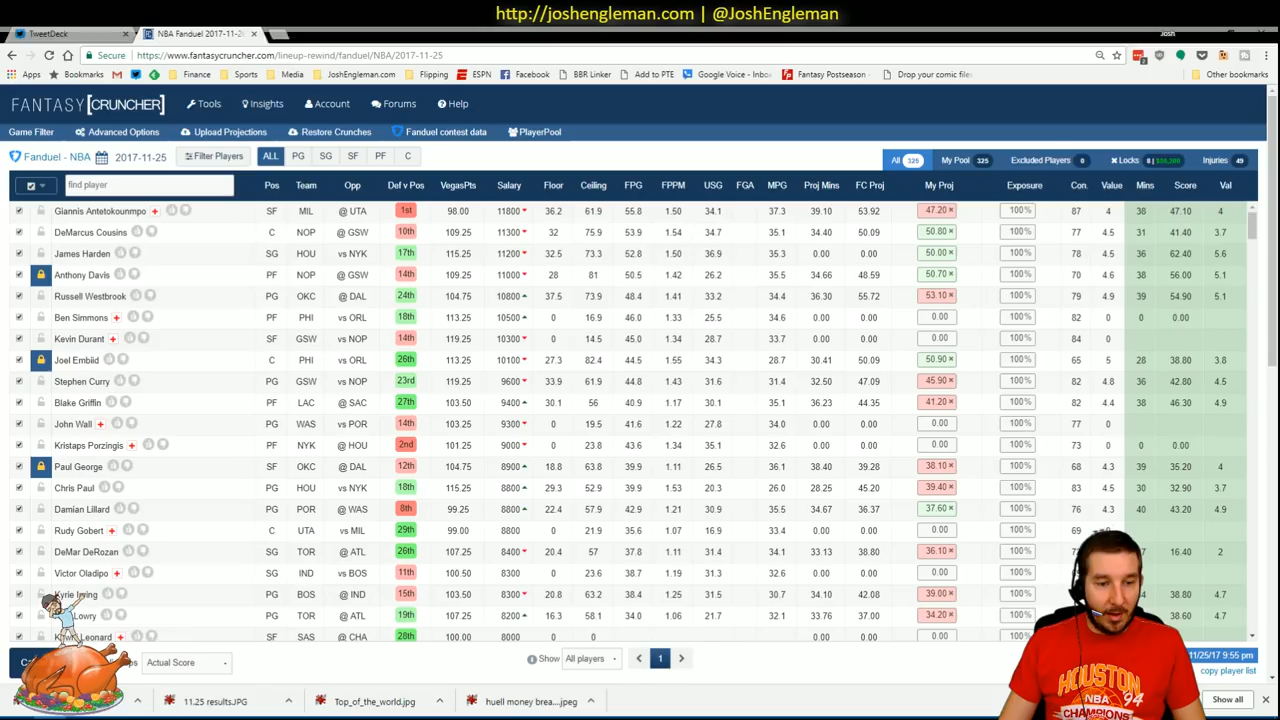 http://joshengleman.com | @JoshEngleman
TweetDeck × NBA Fanduel 2017-11-25 × Josh
Secure https://www.fantasycruncher.com/lineup-rewind/fanduel/NBA/2017-11-25
Apps Bookmarks Finance Sports Media JoshEngleman.com Flipping ESPN Facebook BBR Linker Add to PTE Google Voice - Inbo Fantasy Postseason Drop your comic files Other bookmarks
FANTASY [CRUNCHER] Tools Insights Account Forums Help
Game Filter Advanced Options Upload Projections Restore Crunches Fanduel contest data PlayerPool
Fanduel - NBA 2017-11-25 Filter Players ALL PG SG SF PF C All 325 My Pool 325 Excluded Players 0 Locks 8 Injuries 49
find player Pos Team Opp Def v Pos VegasPts Salary Floor Ceiling FPG FPPM USG FGA MPG Proj Mins FC Proj My Proj Exposure Con. Value Mins Score Val
Giannis Antetokounmpo SF MIL @ UTA 1st 98.00 11800 36.2 61.9 55.8 1.50 34.1 37.3 39.10 53.92 47.20 × 100% 87 4 38 47.10 4
DeMarcus Cousins C NOP @ GSW 10th 109.25 11300 32 75.9 53.9 1.54 34.7 35.1 34.40 50.09 50.80 × 100% 77 4.5 31 41.40 3.7
James Harden SG HOU vs NYK 17th 115.25 11200 32.5 73.3 52.8 1.50 36.9 35.1 0.00 0.00 50.00 × 100% 78 4.5 36 62.40 5.6
Anthony Davis PF NOP @ GSW 14th 109.25 11000 28 81 50.5 1.42 26.2 35.1 34.66 48.59 50.70 × 100% 70 4.6 38 56.00 5.1
Russell Westbrook PG OKC @ DAL 24th 104.75 10800 37.5 73.9 48.4 1.41 33.2 34.4 36.30 55.72 53.10 × 100% 79 4.9 39 54.90 5.1
Ben Simmons PF PHI vs ORL 18th 113.25 10500 0 16.9 46.0 1.33 25.5 34.6 0.00 0.00 0.00 100% 82 0 0 0.00
Kevin Durant SF GSW vs NOP 14th 119.25 10300 0 14.5 45.0 1.34 28.7 33.7 0.00 0.00 0.00 100% 84 0
Joel Embiid C PHI vs ORL 26th 113.25 10100 27.3 82.4 44.5 1.55 34.3 28.7 30.41 50.09 50.90 × 100% 65 5 28 38.80 3.8
Stephen Curry PG GSW vs NOP 23rd 119.25 9600 33.9 61.9 44.8 1.43 31.6 31.4 32.50 47.09 45.90 × 100% 82 4.8 36 42.80 4.5
Blake Griffin PF LAC @ SAC 27th 103.50 9400 30.1 56 40.9 1.17 30.1 35.1 36.23 44.35 41.20 × 100% 82 4.4 38 46.30 4.9
John Wall PG WAS vs POR 14th 103.25 9300 0 19.5 41.6 1.22 27.8 34.0 0.00 0.00 0.00 100% 77 0
Kristaps Porzingis PF NYK @ HOU 2nd 101.25 9000 0 23.8 43.6 1.34 35.1 32.6 0.00 0.00 0.00 100% 73 0 0 0.00
Paul George SF OKC @ DAL 12th 104.75 8900 18.8 63.8 39.9 1.11 26.5 35.8 38.40 39.28 38.10 × 100% 68 4.3 39 35.20 4
Chris Paul PG HOU vs NYK 18th 115.25 8800 29.3 52.9 39.9 1.53 20.3 26.0 28.25 45.20 39.40 × 100% 83 4.5 30 32.90 3.7
Damian Lillard PG POR @ WAS 8th 99.25 8800 22.4 57.9 42.9 1.21 30.9 35.5 34.67 36.37 37.60 × 100% 76 4.3 40 43.20 4.9
Rudy Gobert C UTA vs MIL 29th 99.00 8800 0 21.9 35.6 1.07 16.9 33.4 0.00 0.00 0.00 100% 69
DeMar DeRozan SG TOR @ ATL 26th 107.25 8400 20.4 57 37.8 1.11 31.4 34.1 33.13 38.80 36.10 × 100% 16.40 2
Victor Oladipo SG IND vs BOS 11th 100.50 8300 0 23.6 38.7 1.19 31.3 32.6 0.00 0.00 0.00 100%
Kyrie Irving PG BOS @ IND 15th 103.50 8300 20.8 63.2 38.4 1.25 31.5 30.7 34.10 42.08 39.00 × 100% 38.80 4.7
Lowry PG TOR @ ATL 19th 107.25 8200 16.3 58.1 34.0 1.06 21.7 31.2 33.76 37.00 34.20 × 100% 38.60 4.7
Leonard SF SAS @ CHA 28th 100.00 8000 0 0 0.00 0.00 0.00 100%
Actual Score Show All players 1 11/25/17 9:55 pm
copy player list
11.25 results.JPG Top_of_the_world.jpg huell money brea....jpeg Show all
HOUSTON
NBA 94
CHAMPIONS